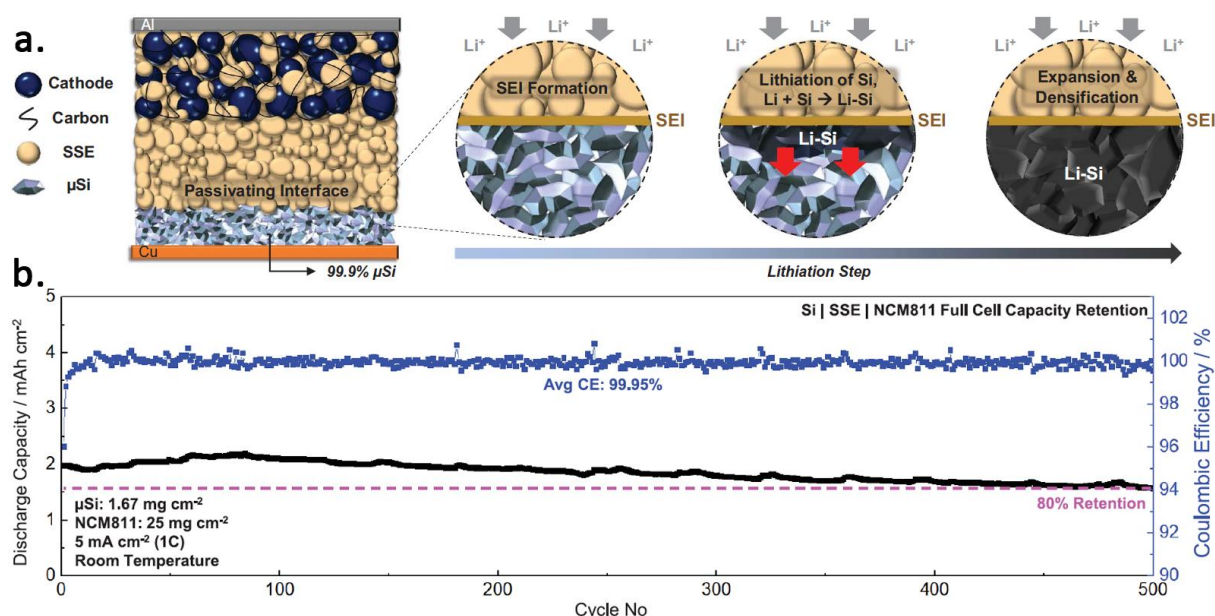 a.
Al
Cathode
Carbon
SSE
μSi
Passivating Interface
Cu
99.9% μSi
Li⁺
Li⁺
Li⁺
SEI Formation
SEI
Li⁺
Li⁺
Li⁺
Lithiation of Si,
Li + Si → Li-Si
Li-Si
SEI
Li⁺
Li⁺
Li⁺
Expansion &
Densification
Li-Si
SEI
Lithiation Step
b.
Si | SSE | NCM811 Full Cell Capacity Retention
Avg CE: 99.95%
80% Retention
μSi: 1.67 mg cm⁻²
NCM811: 25 mg cm⁻²
5 mA cm⁻² (1C)
Room Temperature
Discharge Capacity / mAh cm⁻²
5
4
3
2
1
0
0
100
200
300
400
500
Cycle No
102
100
98
96
94
92
90
Coulombic Efficiency / %